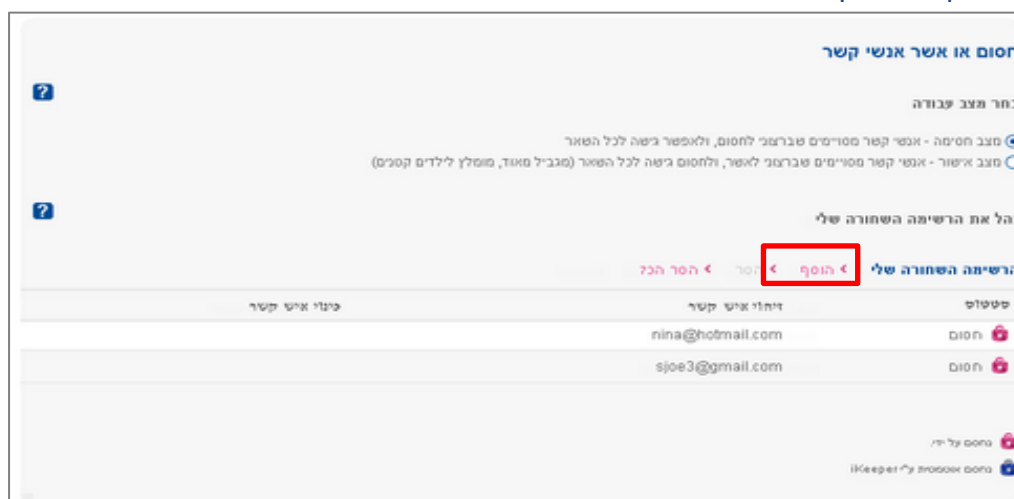 חסום או אשר אנשי קשר
?
בחר מצב עבודה
מצב חסימה - אנשי קשר מסויימים שברצוני לחסום, ולאפשר גישה לכל השאר
מצב אישור - אנשי קשר מסויימים שברצוני לאשר, ולחסום גישה לכל השאר (מגביל מאוד, מומלץ לילדים קטנים)
?
הל את הרשימה השחורה שלי
הרשימה השחורה שלי הוסף הסר הסר הכל
סטטוס זיהוי איש קשר כינוי איש קשר
חסום nina@hotmail.com
חסום sjoe3@gmail.com
נחסם על ידי
נחסם אוטומטית ע"י iKeeper